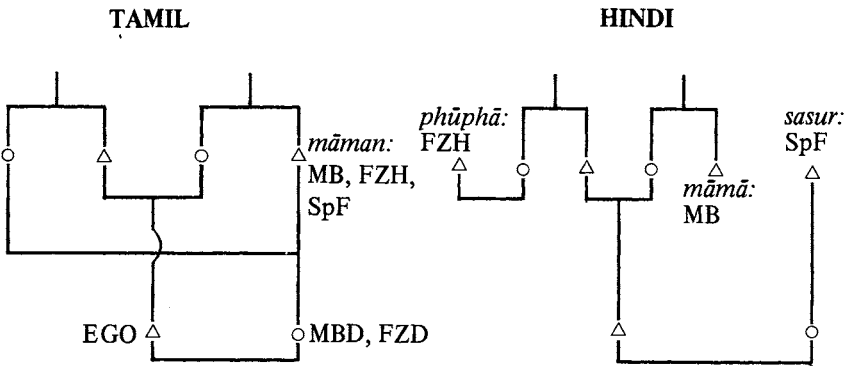 TAMIL
HINDI
māman:
MB, FZH,
SpF
EGO
MBD, FZD
phūphā:
FZH
māmā:
MB
sasur:
SpF